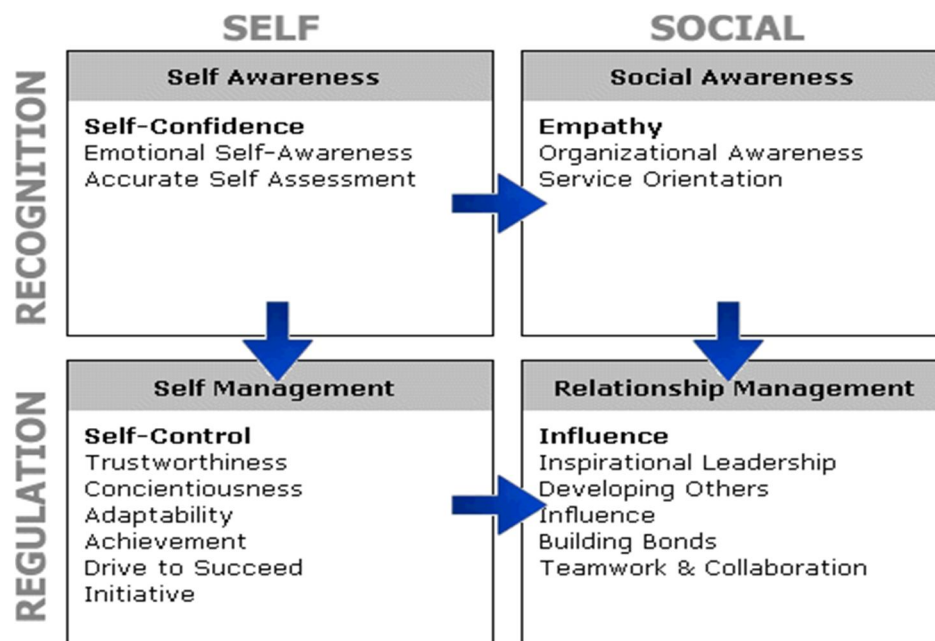 SELF
SOCIAL
RECOGNITION
Self Awareness
Self-Confidence
Emotional Self-Awareness
Accurate Self Assessment
Social Awareness
Empathy
Organizational Awareness
Service Orientation
REGULATION
Self Management
Self-Control
Trustworthiness
Concientiousness
Adaptability
Achievement
Drive to Succeed
Initiative
Relationship Management
Influence
Inspirational Leadership
Developing Others
Influence
Building Bonds
Teamwork & Collaboration